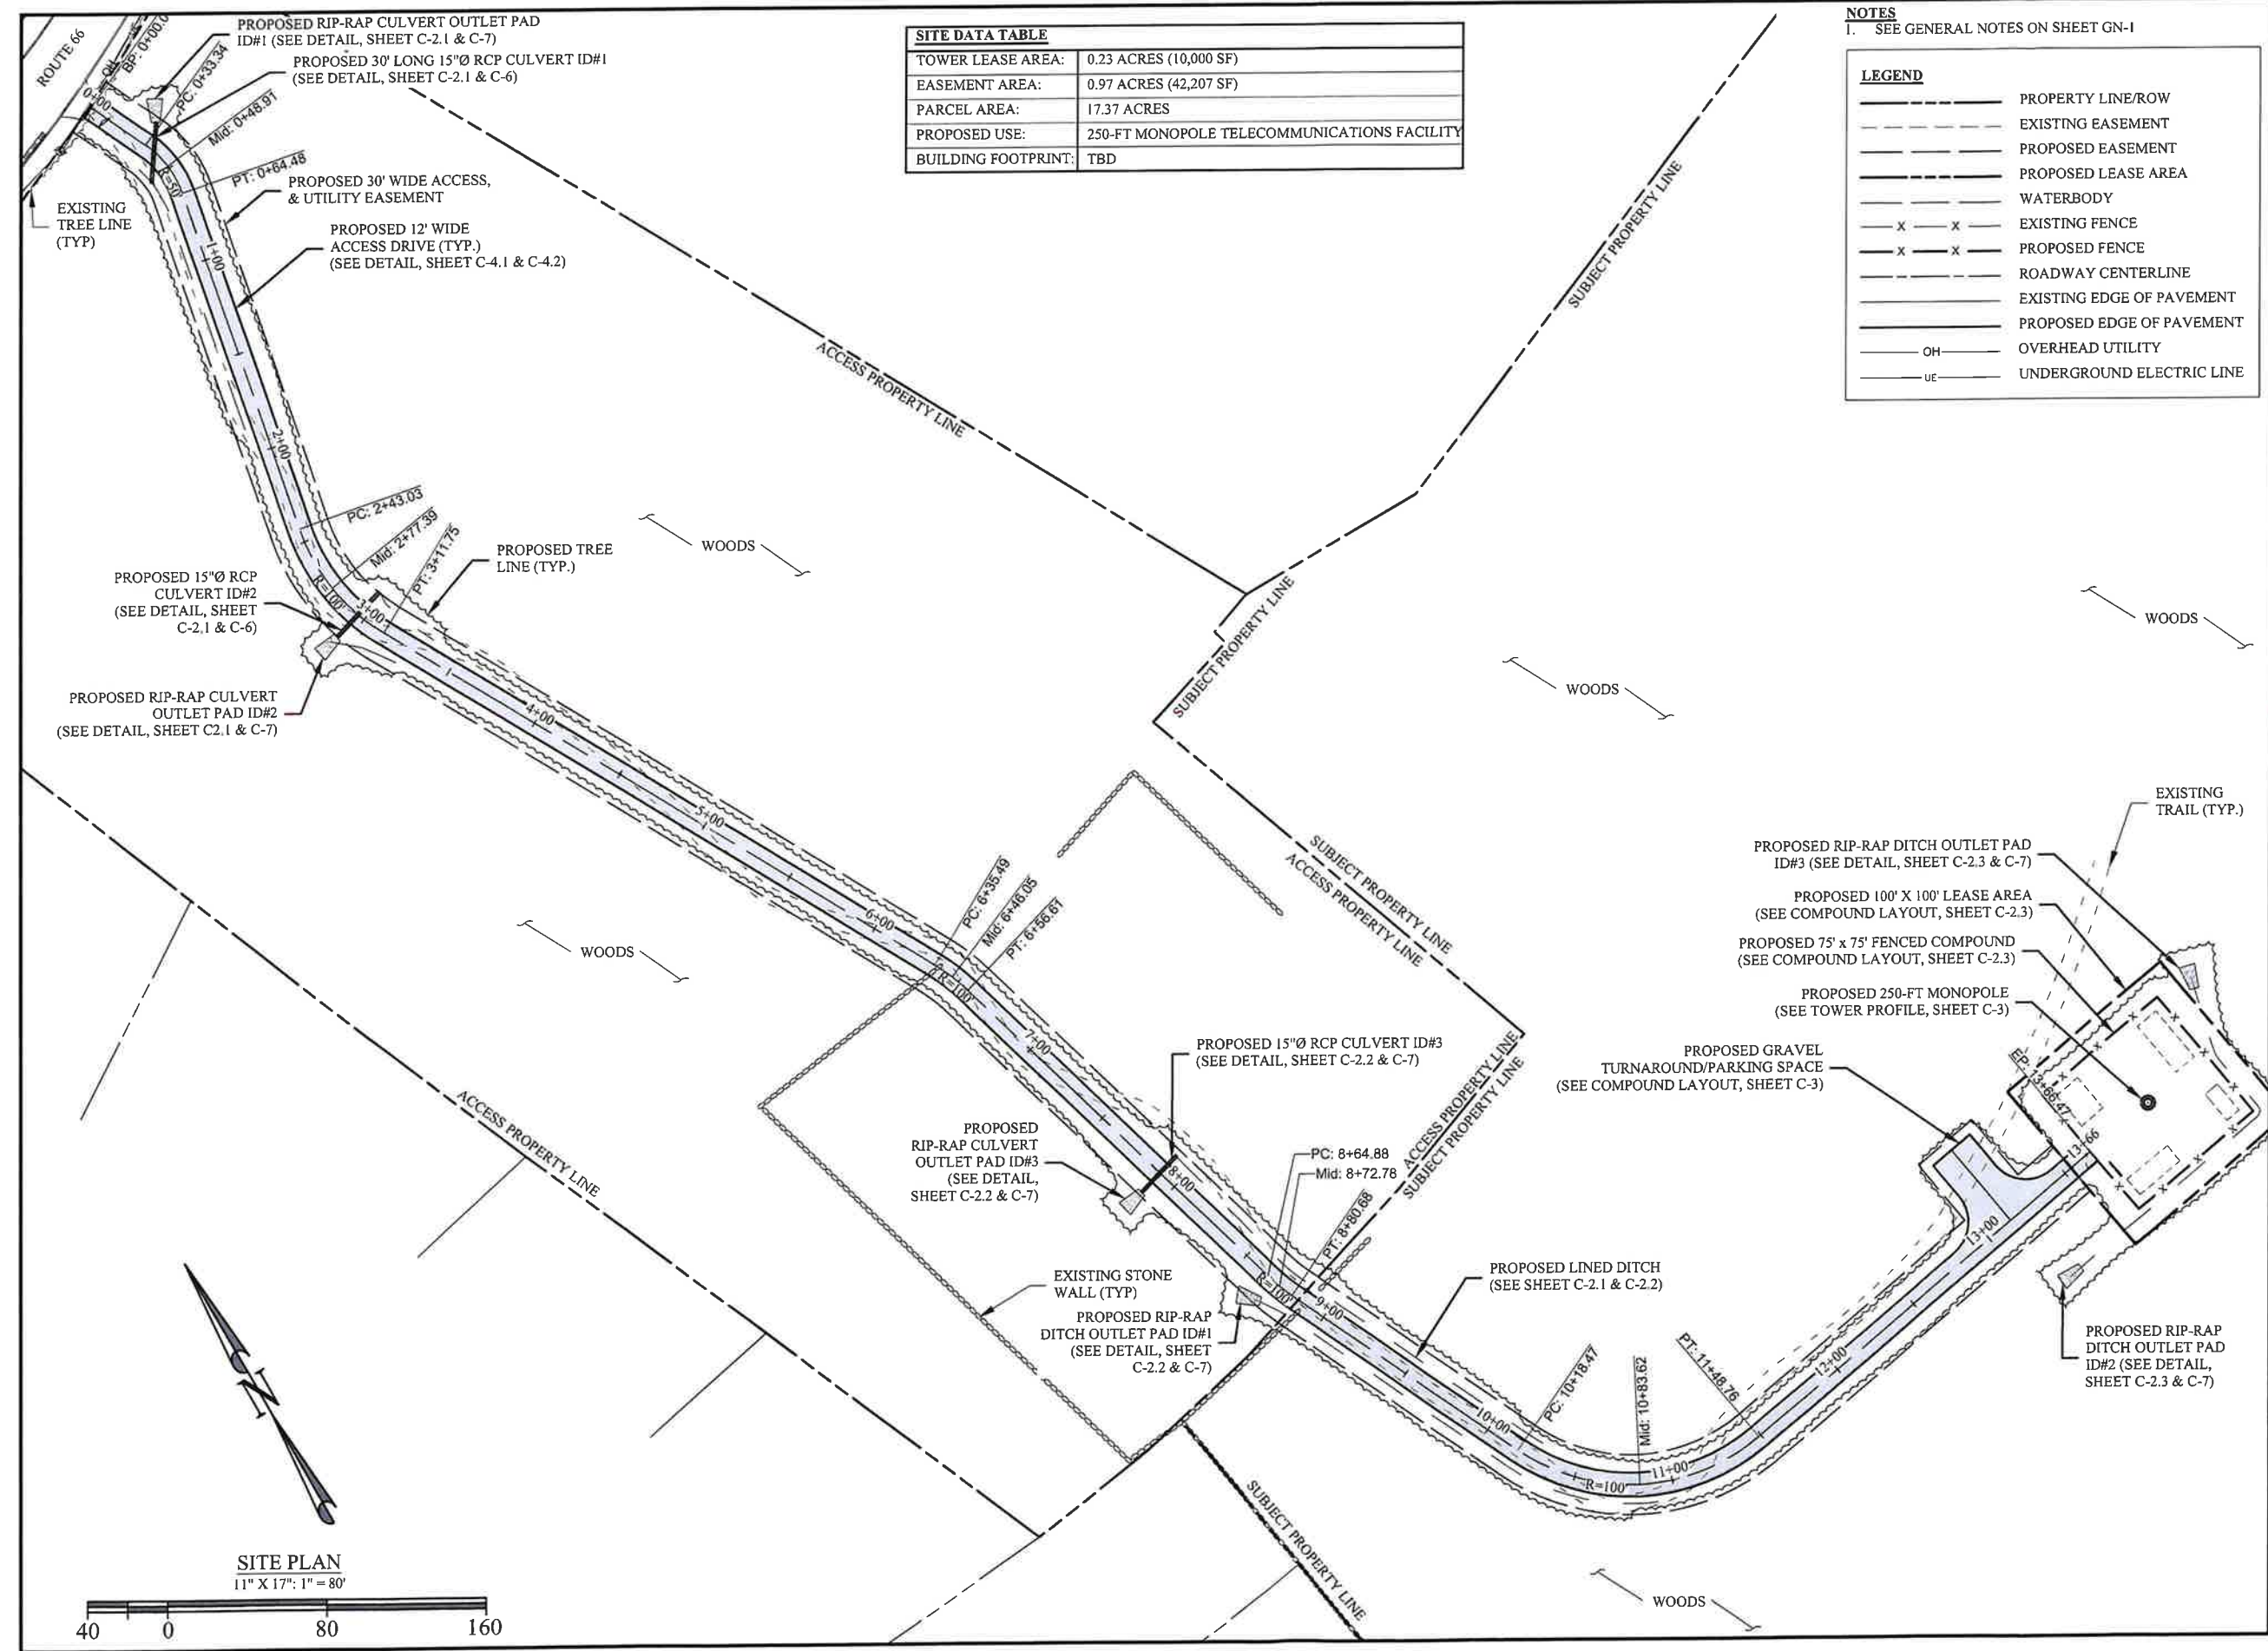 ROUTE 66
OH
BP: 0+00.0
PROPOSED RIP-RAP CULVERT OUTLET PAD
ID#1 (SEE DETAIL, SHEET C-2.1 & C-7)
PROPOSED 30' LONG 15"Ø RCP CULVERT ID#1
(SEE DETAIL, SHEET C-2.1 & C-6)
0+00
PC: 0+33.34
Mid: 0+48.91
PT: 0+64.48
R=50'
PROPOSED 30' WIDE ACCESS,
& UTILITY EASEMENT
EXISTING
TREE LINE
(TYP)
PROPOSED 12' WIDE
ACCESS DRIVE (TYP.)
(SEE DETAIL, SHEET C-4.1 & C-4.2)
1+00
2+00
SITE DATA TABLE
TOWER LEASE AREA: 0.23 ACRES (10,000 SF)
EASEMENT AREA: 0.97 ACRES (42,207 SF)
PARCEL AREA: 17.37 ACRES
PROPOSED USE: 250-FT MONOPOLE TELECOMMUNICATIONS FACILITY
BUILDING FOOTPRINT: TBD
NOTES
1. SEE GENERAL NOTES ON SHEET GN-1
LEGEND
PROPERTY LINE/ROW
EXISTING EASEMENT
PROPOSED EASEMENT
PROPOSED LEASE AREA
WATERBODY
X X EXISTING FENCE
X X PROPOSED FENCE
ROADWAY CENTERLINE
EXISTING EDGE OF PAVEMENT
PROPOSED EDGE OF PAVEMENT
OH OVERHEAD UTILITY
UE UNDERGROUND ELECTRIC LINE
ACCESS PROPERTY LINE
SUBJECT PROPERTY LINE
SUBJECT PROPERTY LINE
PC: 2+43.03
Mid: 2+77.39
PT: 3+11.75
R=100'
3+00
PROPOSED TREE
LINE (TYP.)
WOODS
PROPOSED 15"Ø RCP
CULVERT ID#2
(SEE DETAIL, SHEET
C-2.1 & C-6)
PROPOSED RIP-RAP CULVERT
OUTLET PAD ID#2
(SEE DETAIL, SHEET C2.1 & C-7)
4+00
5+00
6+00
WOODS
WOODS
WOODS
SUBJECT PROPERTY LINE
ACCESS PROPERTY LINE
SUBJECT PROPERTY LINE
PC: 6+35.49
Mid: 6+46.05
PT: 6+56.61
R=100'
7+00
PROPOSED 15"Ø RCP CULVERT ID#3
(SEE DETAIL, SHEET C-2.2 & C-7)
ACCESS PROPERTY LINE
SUBJECT PROPERTY LINE
PROPOSED
RIP-RAP CULVERT
OUTLET PAD ID#3
(SEE DETAIL,
SHEET C-2.2 & C-7)
8+00
PC: 8+64.88
Mid: 8+72.78
PT: 8+80.68
R=100'
9+00
EXISTING STONE
WALL (TYP)
PROPOSED RIP-RAP
DITCH OUTLET PAD ID#1
(SEE DETAIL, SHEET
C-2.2 & C-7)
PROPOSED LINED DITCH
(SEE SHEET C-2.1 & C-2.2)
10+00
PC: 10+18.47
Mid: 10+83.62
PT: 11+48.76
R=100'
11+00
12+00
13+00
13+66
EP: 13+66.47
EXISTING
TRAIL (TYP.)
PROPOSED RIP-RAP DITCH OUTLET PAD
ID#3 (SEE DETAIL, SHEET C-2.3 & C-7)
PROPOSED 100' X 100' LEASE AREA
(SEE COMPOUND LAYOUT, SHEET C-2.3)
PROPOSED 75' x 75' FENCED COMPOUND
(SEE COMPOUND LAYOUT, SHEET C-2.3)
PROPOSED 250-FT MONOPOLE
(SEE TOWER PROFILE, SHEET C-3)
PROPOSED GRAVEL
TURNAROUND/PARKING SPACE
(SEE COMPOUND LAYOUT, SHEET C-3)
PROPOSED RIP-RAP
DITCH OUTLET PAD
ID#2 (SEE DETAIL,
SHEET C-2.3 & C-7)
ACCESS PROPERTY LINE
SUBJECT PROPERTY LINE
WOODS
N
SITE PLAN
11" X 17": 1" = 80'
40 0 80 160